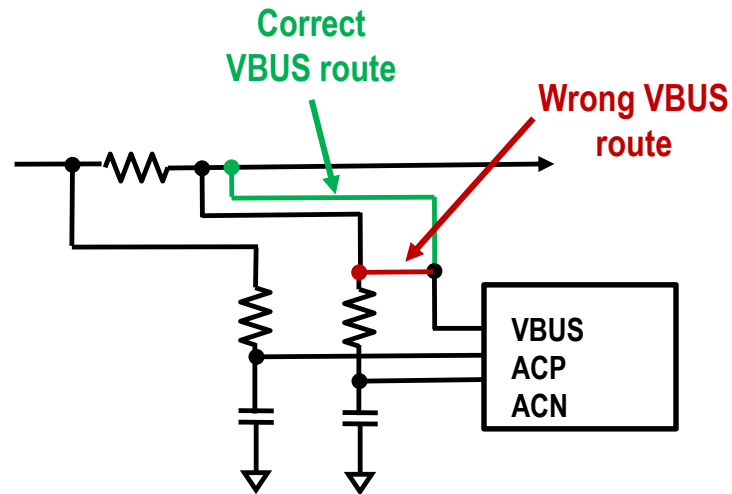 Correct
VBUS route
Wrong VBUS
route
VBUS
ACP
ACN